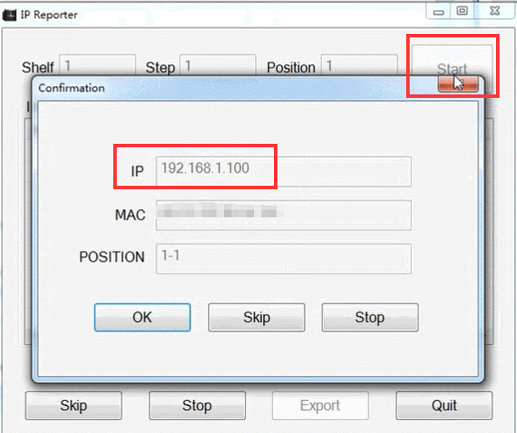 IP Reporter
Shelf 1 Step 1 Position 1 Start
Confirmation
IP 192.168.1.100
MAC
POSITION 1-1
OK Skip Stop
Skip Stop Export Quit